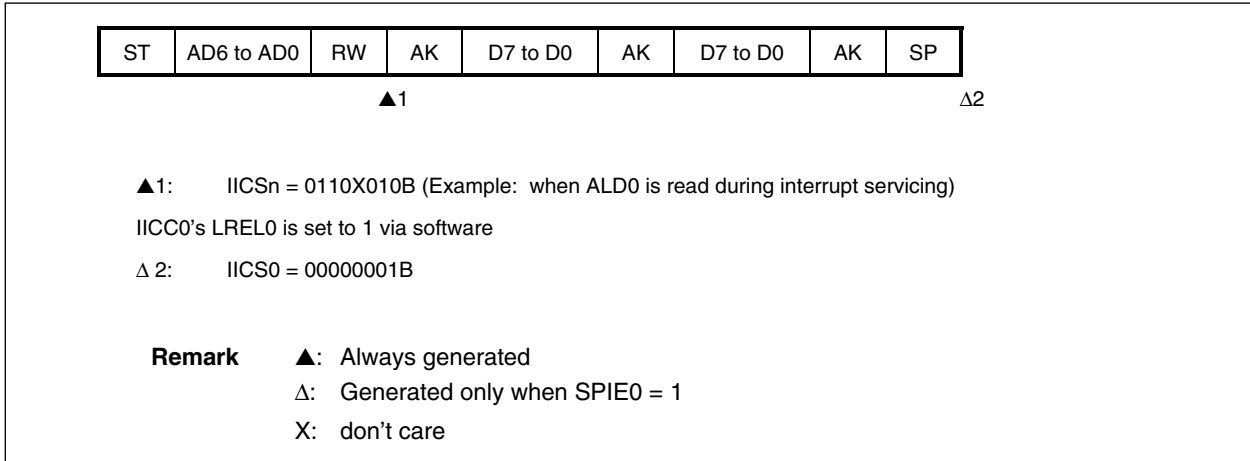 ST AD6 to AD0 RW AK D7 to D0 AK D7 to D0 AK SP
▲1 Δ2
▲1: IICSn = 0110X010B (Example: when ALD0 is read during interrupt servicing)
IICC0's LREL0 is set to 1 via software
Δ 2: IICS0 = 00000001B
Remark ▲: Always generated
Δ: Generated only when SPIE0 = 1
X: don't care